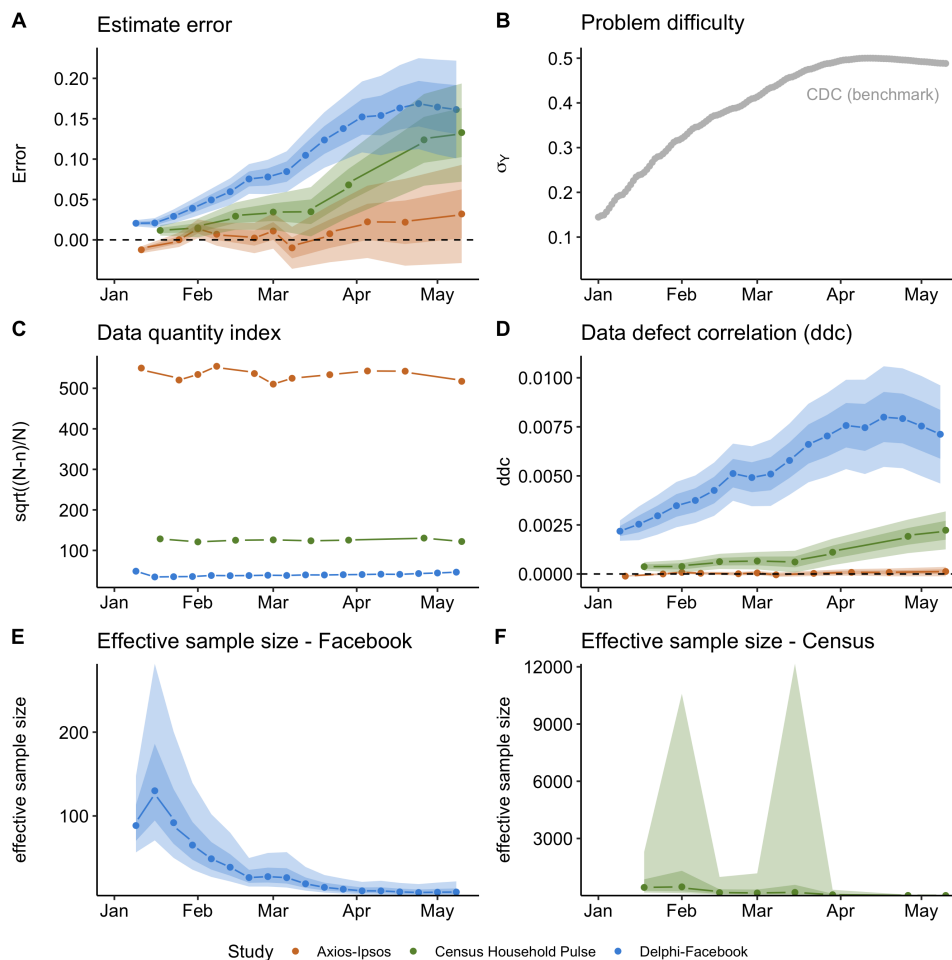 A Estimate error
Error
0.20
0.15
0.10
0.05
0.00
Jan Feb Mar Apr May
B Problem difficulty
σY
0.5
0.4
0.3
0.2
0.1
CDC (benchmark)
Jan Feb Mar Apr May
C Data quantity index
sqrt((N-n)/N)
500
400
300
200
100
Jan Feb Mar Apr May
D Data defect correlation (ddc)
ddc
0.0100
0.0075
0.0050
0.0025
0.0000
Jan Feb Mar Apr May
E Effective sample size - Facebook
effective sample size
200
100
Jan Feb Mar Apr May
F Effective sample size - Census
effective sample size
12000
9000
6000
3000
Jan Feb Mar Apr May
Study Axios-Ipsos Census Household Pulse Delphi-Facebook